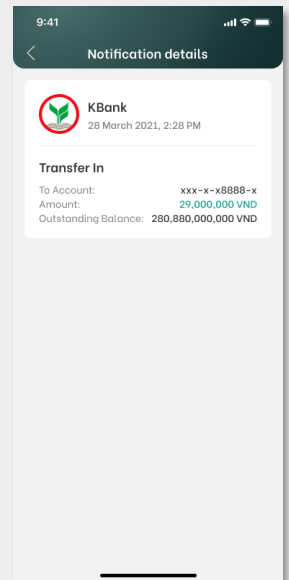 9:41
Notification details
KBank
28 March 2021, 2:28 PM
Transfer In
To Account: xxx-x-x8888-x
Amount: 29,000,000 VND
Outstanding Balance: 280,880,000,000 VND